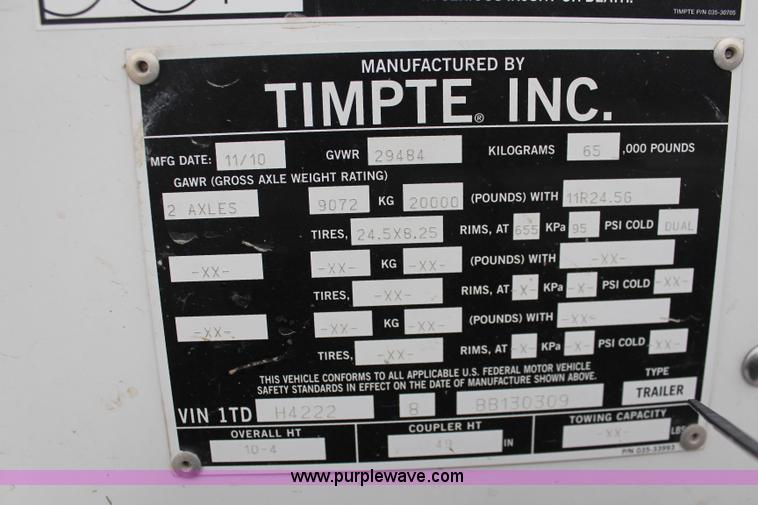 TIMPTE P/N 035-30705
MANUFACTURED BY
TIMPTE® INC.
MFG DATE: 11/10 GVWR 29484 KILOGRAMS 65 ,000 POUNDS
GAWR (GROSS AXLE WEIGHT RATING)
2 AXLES 9072 KG 20000 (POUNDS) WITH 11R24.5G
TIRES, 24.5X8.25 RIMS, AT 655 KPa 95 PSI COLD DUAL
-XX- -XX- KG -XX- (POUNDS) WITH -XX-
TIRES, -XX- RIMS, AT -X- KPa -X- PSI COLD -XX-
-XX- -XX- KG -XX- (POUNDS) WITH -XX-
TIRES, -XX- RIMS, AT -X- KPa -X- PSI COLD -XX-
THIS VEHICLE CONFORMS TO ALL APPLICABLE U.S. FEDERAL MOTOR VEHICLE
SAFETY STANDARDS IN EFFECT ON THE DATE OF MANUFACTURE SHOWN ABOVE.
TYPE
TRAILER
VIN 1TD H4222 8 BB130309
OVERALL HT COUPLER HT TOWING CAPACITY
10-4 49 IN -XX- LBS
P/N 035-33993
www.purplewave.com